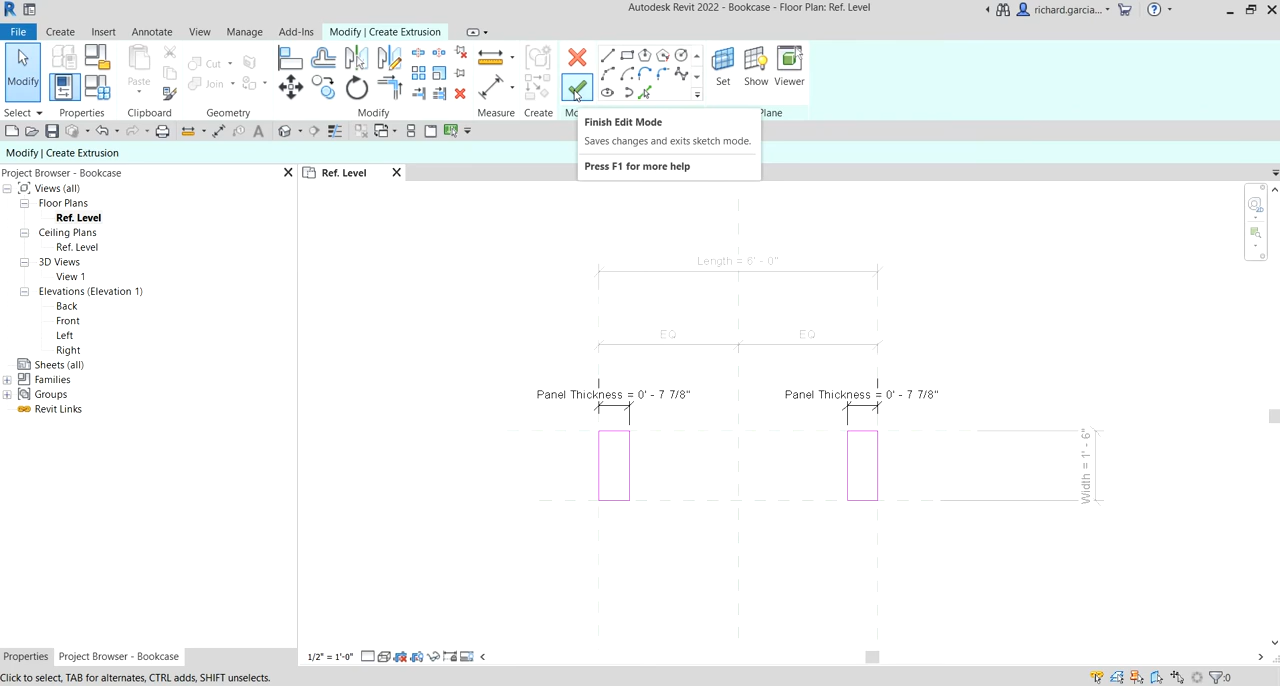 Autodesk Revit 2022 - Bookcase - Floor Plan: Ref. Level
richard.garcia...
File Create Insert Annotate View Manage Add-Ins Modify | Create Extrusion
Modify
Paste
Cut
Join
Set Show Viewer
Select Properties Clipboard Geometry Modify Measure Create Mo Plane
Finish Edit Mode
Saves changes and exits sketch mode.
Press F1 for more help
Modify | Create Extrusion
Project Browser - Bookcase
Ref. Level
Views (all)
Floor Plans
Ref. Level
Ceiling Plans
Ref. Level
3D Views
View 1
Elevations (Elevation 1)
Back
Front
Left
Right
Sheets (all)
Families
Groups
Revit Links
Length = 6' - 0"
EQ EQ
Panel Thickness = 0' - 7 7/8" Panel Thickness = 0' - 7 7/8"
Width = 1' - 6"
Properties Project Browser - Bookcase
1/2" = 1'-0"
Click to select, TAB for alternates, CTRL adds, SHIFT unselects.
:0